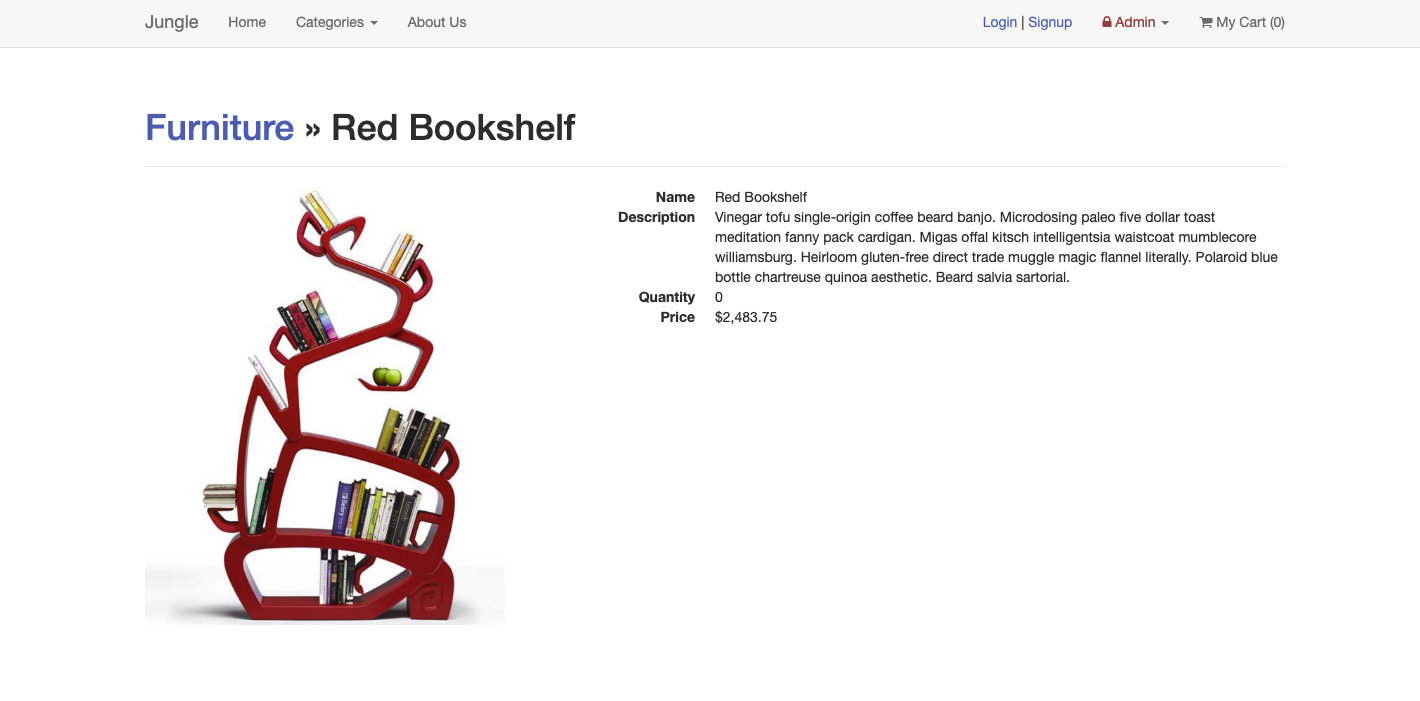 Jungle Home Categories About Us Login | Signup Admin My Cart (0)
Furniture » Red Bookshelf
Name Red Bookshelf
Description Vinegar tofu single-origin coffee beard banjo. Microdosing paleo five dollar toast
meditation fanny pack cardigan. Migas offal kitsch intelligentsia waistcoat mumblecore
williamsburg. Heirloom gluten-free direct trade muggle magic flannel literally. Polaroid blue
bottle chartreuse quinoa aesthetic. Beard salvia sartorial.
Quantity 0
Price $2,483.75